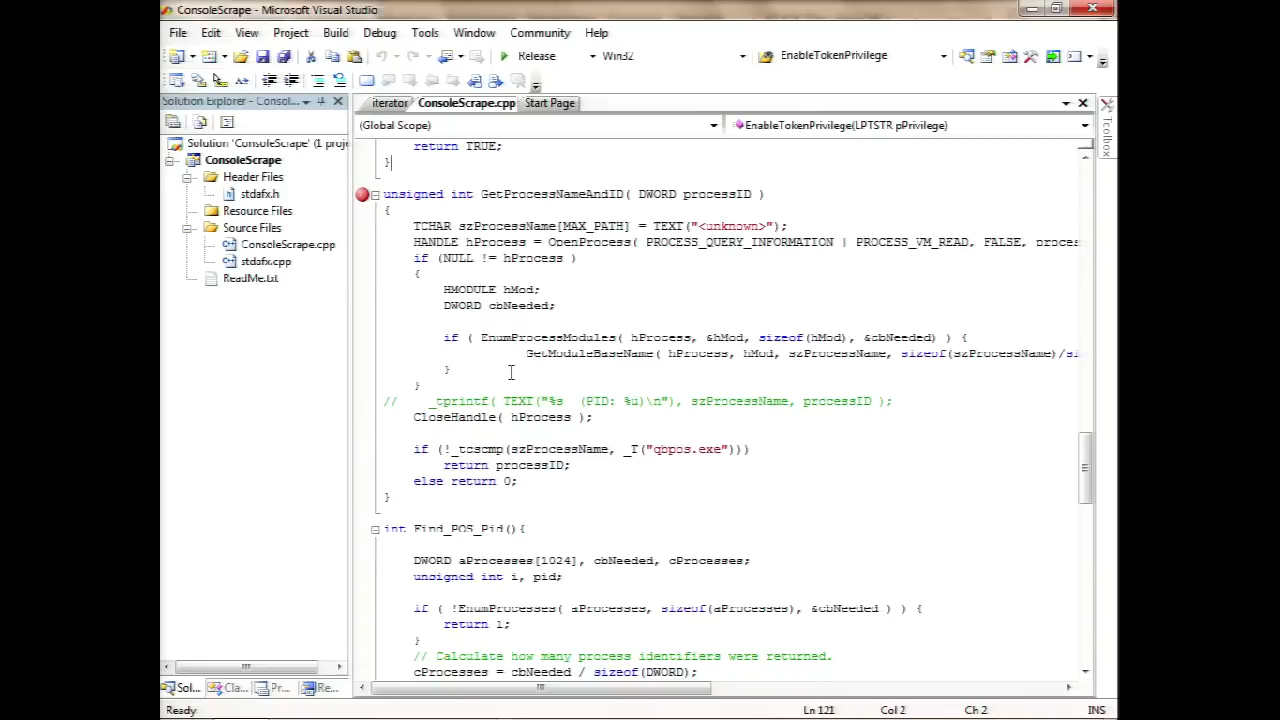 ConsoleScrape - Microsoft Visual Studio
File Edit View Project Build Debug Tools Window Community Help
Release Win32 EnableTokenPrivilege
Solution Explorer - Consol...
iterator ConsoleScrape.cpp Start Page
(Global Scope) EnableTokenPrivilege(LPTSTR pPrivilege)
Toolbox
Solution 'ConsoleScrape' (1 proje
ConsoleScrape
Header Files
stdafx.h
Resource Files
Source Files
ConsoleScrape.cpp
stdafx.cpp
ReadMe.txt
return TRUE;
}
unsigned int GetProcessNameAndID( DWORD processID )
{
TCHAR szProcessName[MAX_PATH] = TEXT("<unknown>");
HANDLE hProcess = OpenProcess( PROCESS_QUERY_INFORMATION | PROCESS_VM_READ, FALSE, proces
if (NULL != hProcess )
{
HMODULE hMod;
DWORD cbNeeded;
if ( EnumProcessModules( hProcess, &hMod, sizeof(hMod), &cbNeeded) ) {
GetModuleBaseName( hProcess, hMod, szProcessName, sizeof(szProcessName)/si
}
}
// _tprintf( TEXT("%s (PID: %u)\n"), szProcessName, processID );
CloseHandle( hProcess );
if (!_tcscmp(szProcessName, _T("qbpos.exe")))
return processID;
else return 0;
}
int Find_POS_Pid(){
DWORD aProcesses[1024], cbNeeded, cProcesses;
unsigned int i, pid;
if ( !EnumProcesses( aProcesses, sizeof(aProcesses), &cbNeeded ) ) {
return 1;
}
// Calculate how many process identifiers were returned.
cProcesses = cbNeeded / sizeof(DWORD);
Sol... Cla... Pr... Re...
Ready Ln 121 Col 2 Ch 2 INS